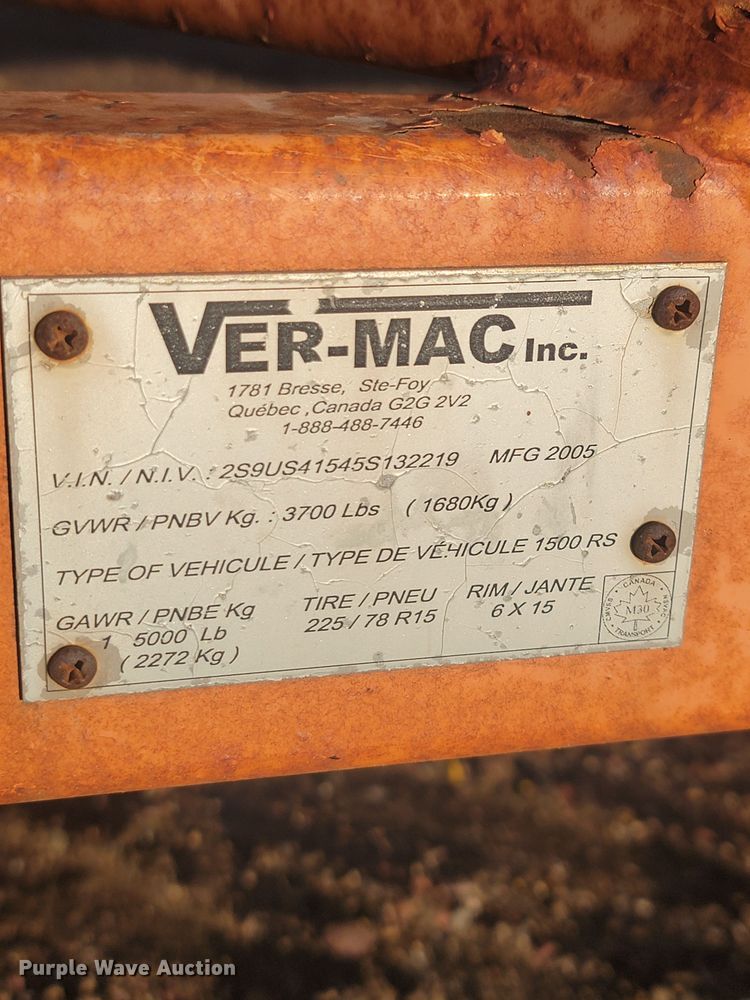 VER-MAC Inc.
1781 Bresse, Ste-Foy
Québec ,Canada G2G 2V2
1-888-488-7446
V.I.N. / N.I.V. : 2S9US41545S132219 MFG 2005
GVWR / PNBV Kg. : 3700 Lbs ( 1680Kg )
TYPE OF VEHICULE / TYPE DE VÉHICULE 1500 RS
GAWR / PNBE Kg TIRE / PNEU RIM / JANTE
1 5000 Lb 225 / 78 R15 6 X 15
( 2272 Kg )
CANADA
CMVSS M30 NSVAC
TRANSPORT
Purple Wave Auction